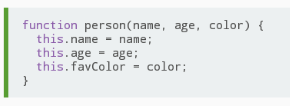 function person(name, age, color) {
  this.name = name;
  this.age = age;
  this.favColor = color;
}